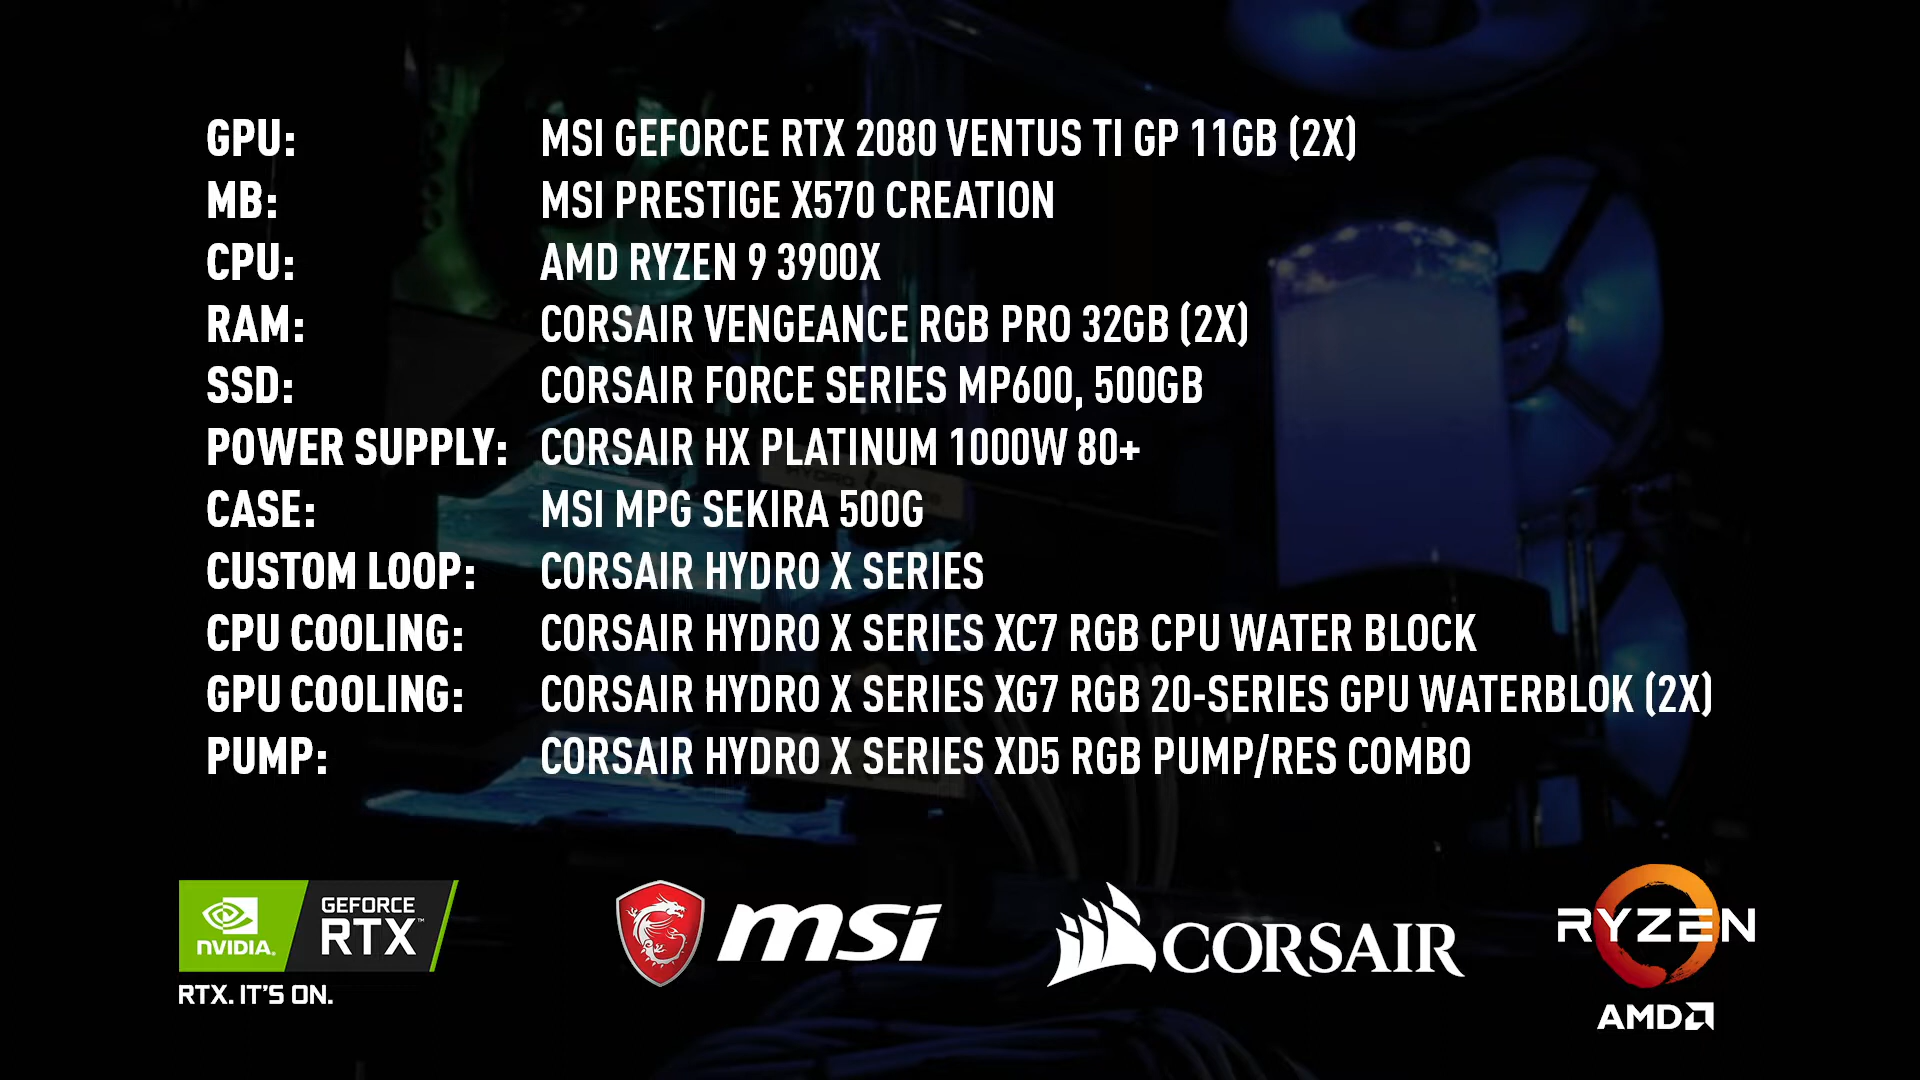 GPU: MSI GEFORCE RTX 2080 VENTUS TI GP 11GB (2X)
MB: MSI PRESTIGE X570 CREATION
CPU: AMD RYZEN 9 3900X
RAM: CORSAIR VENGEANCE RGB PRO 32GB (2X)
SSD: CORSAIR FORCE SERIES MP600, 500GB
POWER SUPPLY: CORSAIR HX PLATINUM 1000W 80+
CASE: MSI MPG SEKIRA 500G
CUSTOM LOOP: CORSAIR HYDRO X SERIES
CPU COOLING: CORSAIR HYDRO X SERIES XC7 RGB CPU WATER BLOCK
GPU COOLING: CORSAIR HYDRO X SERIES XG7 RGB 20-SERIES GPU WATERBLOK (2X)
PUMP: CORSAIR HYDRO X SERIES XD5 RGB PUMP/RES COMBO
NVIDIA.
GEFORCE
RTX™
RTX. IT'S ON.
msi
CORSAIR
RYZEN
AMD